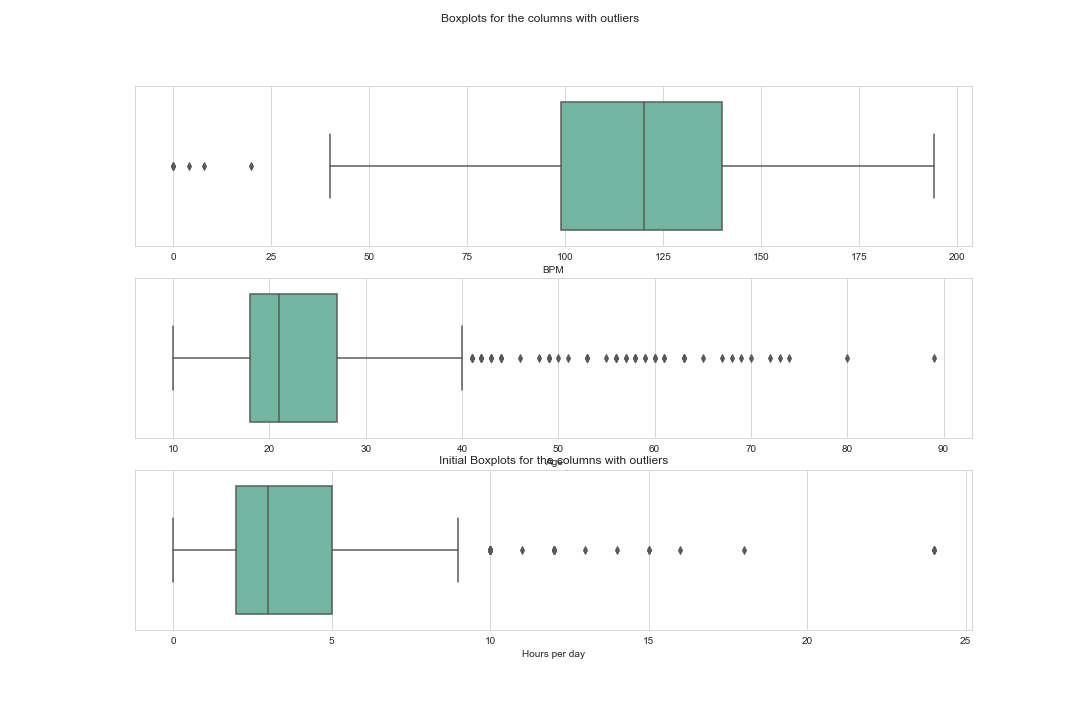 Boxplots for the columns with outliers
0 25 50 75 100 125 150 175 200
BPM
10 20 30 40 50 60 70 80 90
Age
Initial Boxplots for the columns with outliers
0 5 10 15 20 25
Hours per day